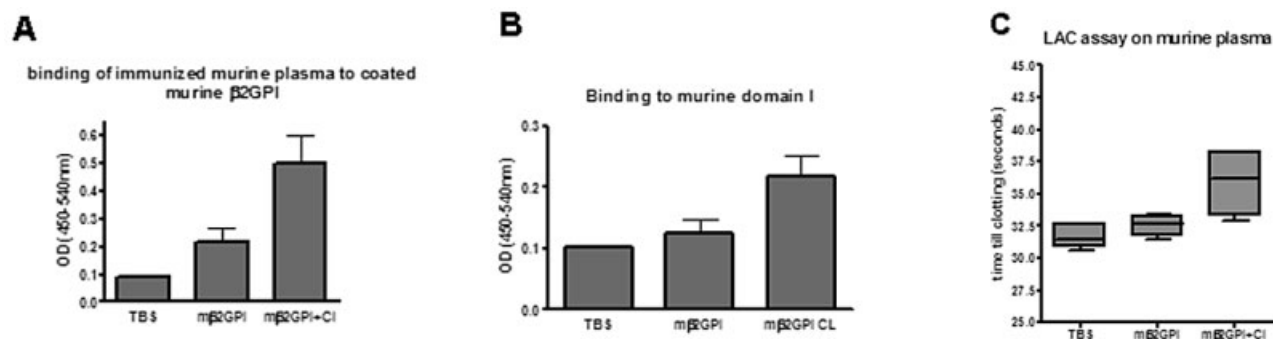 A
binding of immunized murine plasma to coated
murine β2GPI
OD (450-540nm)
0.6
0.5
0.4
0.3
0.2
0.1
0.0
TBS
mβ2GPI
mβ2GPI+Cl
B
Binding to murine domain I
OD (450-540nm)
0.3
0.2
0.1
0.0
TBS
mβ2GPI
mβ2GPI CL
C
LAC assay on murine plasma
time till clotting (seconds)
45.0
42.5
40.0
37.5
35.0
32.5
30.0
27.5
25.0
TBS
mβ2GPI
mβ2GPI+Cl